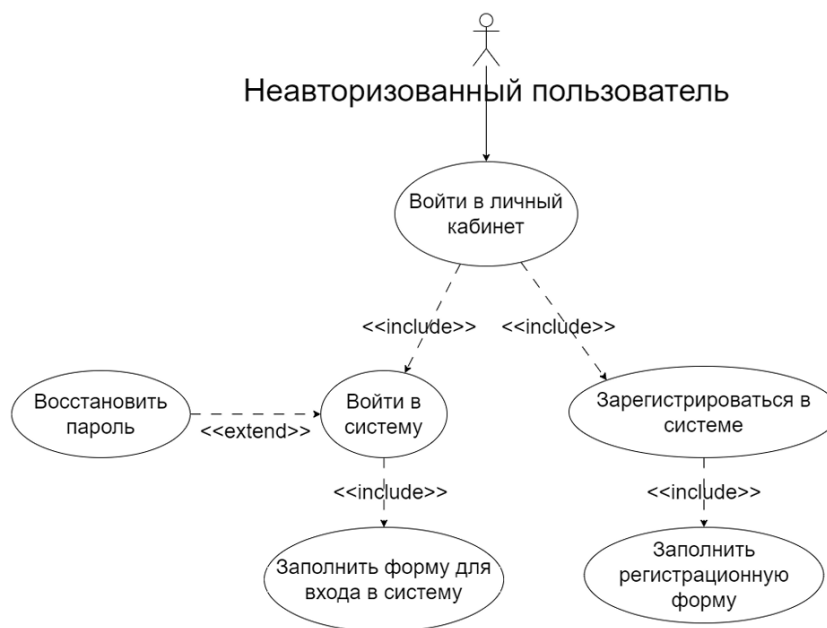 Неавторизованный пользователь
Войти в личный
кабинет
<<include>>
<<include>>
Восстановить
пароль
<<extend>>
Войти в
систему
Зарегистрироваться в
системе
<<include>>
<<include>>
Заполнить форму для
входа в систему
Заполнить
регистрационную
форму